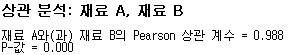 상관 분석: 재료 A, 재료 B
재료 A와(과) 재료 B의 Pearson 상관 계수 = 0.988
P-값 = 0.000